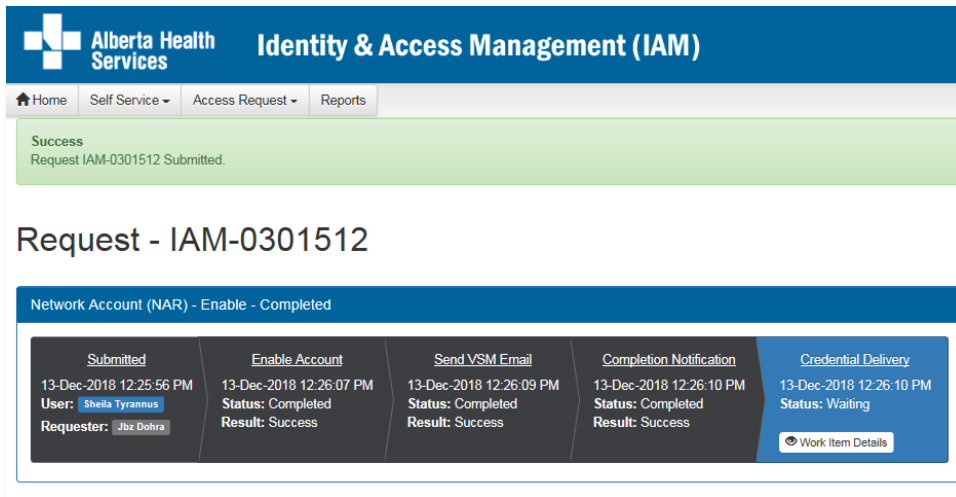 Alberta Health
Services
Identity & Access Management (IAM)
Home Self Service Access Request Reports
Success
Request IAM-0301512 Submitted.
Request - IAM-0301512
Network Account (NAR) - Enable - Completed
Submitted
13-Dec-2018 12:25:56 PM
User: Sheila Tyrannus
Requester: Jbz Dohra
Enable Account
13-Dec-2018 12:26:07 PM
Status: Completed
Result: Success
Send VSM Email
13-Dec-2018 12:26:09 PM
Status: Completed
Result: Success
Completion Notification
13-Dec-2018 12:26:10 PM
Status: Completed
Result: Success
Credential Delivery
13-Dec-2018 12:26:10 PM
Status: Waiting
Work Item Details